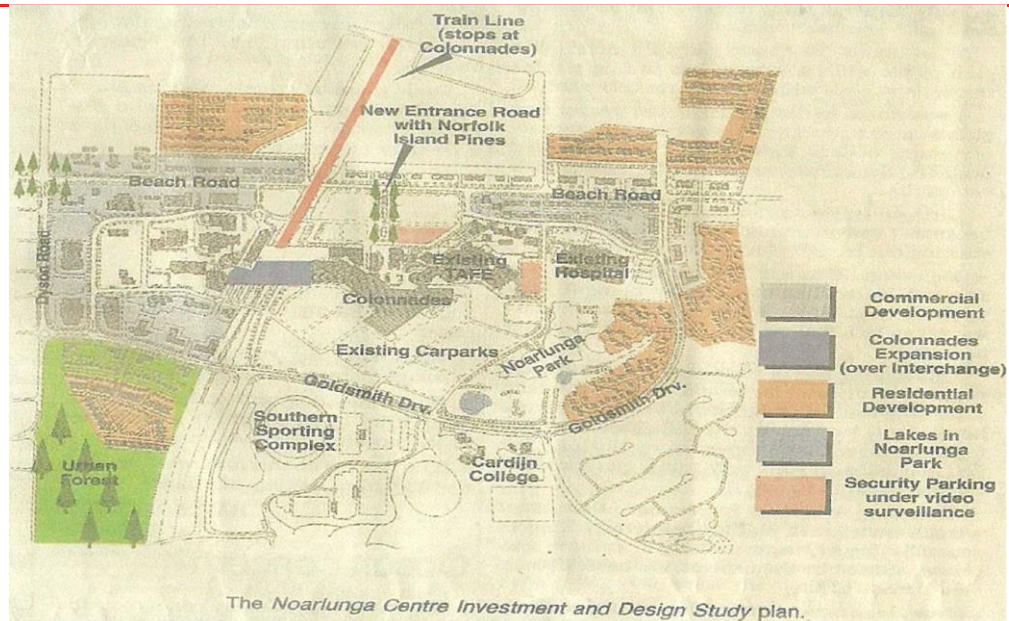 Train Line
(stops at
Colonnades)
New Entrance Road
with Norfolk
Island Pines
Beach Road
Beach Road
Dyson Road
Existing
TAFE
Existing
Hospital
Colonnades
Existing Carparks
Noarlunga
Park
Goldsmith Drv.
Goldsmith Drv.
Southern
Sporting
Complex
Cardijn
College
Urban
Forest
Commercial
Development
Colonnades
Expansion
(over interchange)
Residential
Development
Lakes in
Noarlunga
Park
Security Parking
under video
surveillance
The Noarlunga Centre Investment and Design Study plan.